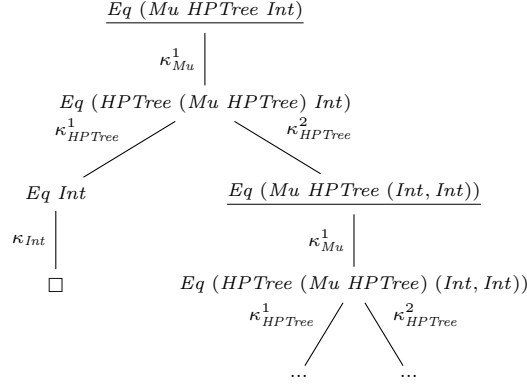 Eq (Mu HPTree Int)
κ¹_Mu
Eq (HPTree (Mu HPTree) Int)
κ¹_HPTree κ²_HPTree
Eq Int Eq (Mu HPTree (Int, Int))
κ_Int κ¹_Mu
□ Eq (HPTree (Mu HPTree) (Int, Int))
κ¹_HPTree κ²_HPTree
... ...